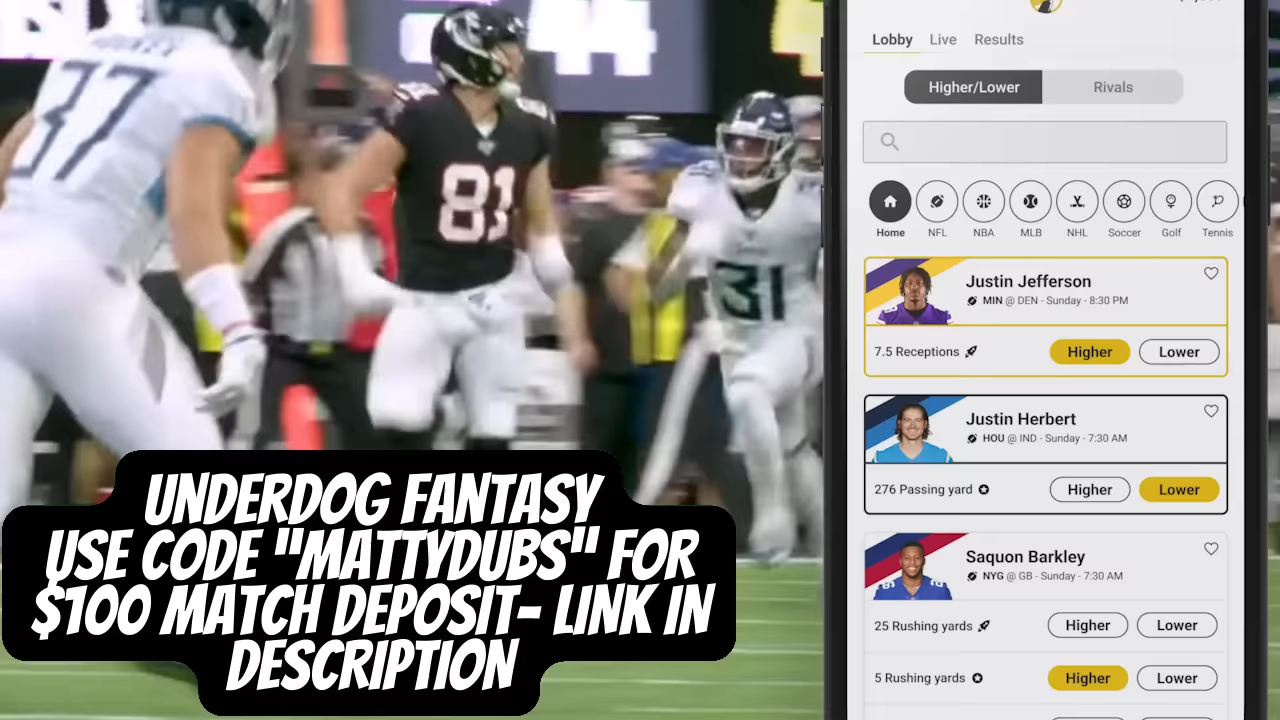 37
81
31
44
Lobby Live Results
Higher/Lower Rivals
Home NFL NBA MLB NHL Soccer Golf Tennis
Justin Jefferson
MIN @ DEN - Sunday - 8:30 PM
7.5 Receptions Higher Lower
Justin Herbert
HOU @ IND - Sunday - 7:30 AM
276 Passing yard Higher Lower
Saquon Barkley
NYG @ GB - Sunday - 7:30 AM
25 Rushing yards Higher Lower
5 Rushing yards Higher Lower
UNDERDOG FANTASY
USE CODE "MATTYDUBS" FOR
$100 MATCH DEPOSIT- LINK IN
DESCRIPTION